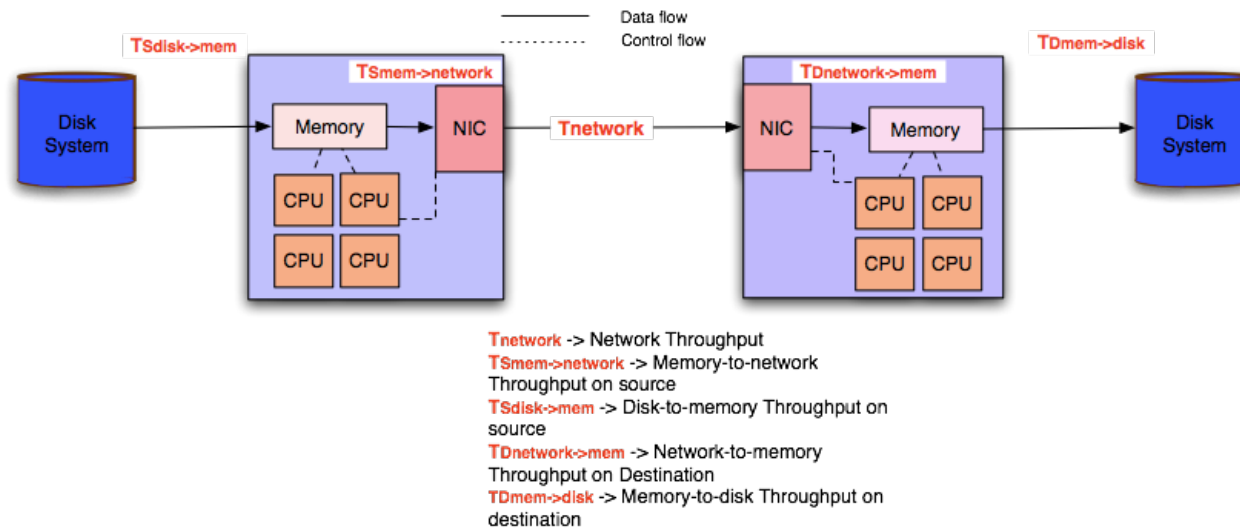 Data flow
Control flow
TSdisk->mem
TDmem->disk
TSmem->network
TDnetwork->mem
Disk
System
Memory
NIC
Tnetwork
NIC
Memory
Disk
System
CPU
CPU
CPU
CPU
CPU
CPU
CPU
CPU
Tnetwork -> Network Throughput
TSmem->network -> Memory-to-network
Throughput on source
TSdisk->mem -> Disk-to-memory Throughput on
source
TDnetwork->mem -> Network-to-memory
Throughput on Destination
TDmem->disk -> Memory-to-disk Throughput on
destination